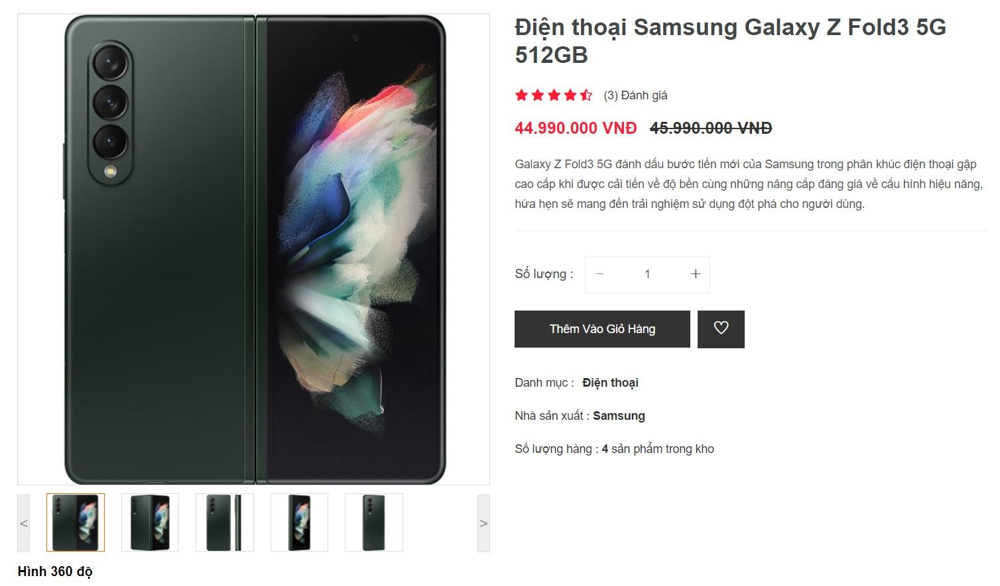 Điện thoại Samsung Galaxy Z Fold3 5G
512GB
(3) Đánh giá
44.990.000 VNĐ 45.990.000 VNĐ
Galaxy Z Fold3 5G đánh dấu bước tiến mới của Samsung trong phân khúc điện thoại gập
cao cấp khi được cải tiến về độ bền cùng những nâng cấp đáng giá về cấu hình hiệu năng,
hứa hẹn sẽ mang đến trải nghiệm sử dụng đột phá cho người dùng.
Số lượng : − 1 +
Thêm Vào Giỏ Hàng
Danh mục : Điện thoại
Nhà sản xuất : Samsung
Số lượng hàng : 4 sản phẩm trong kho
< >
Hình 360 độ